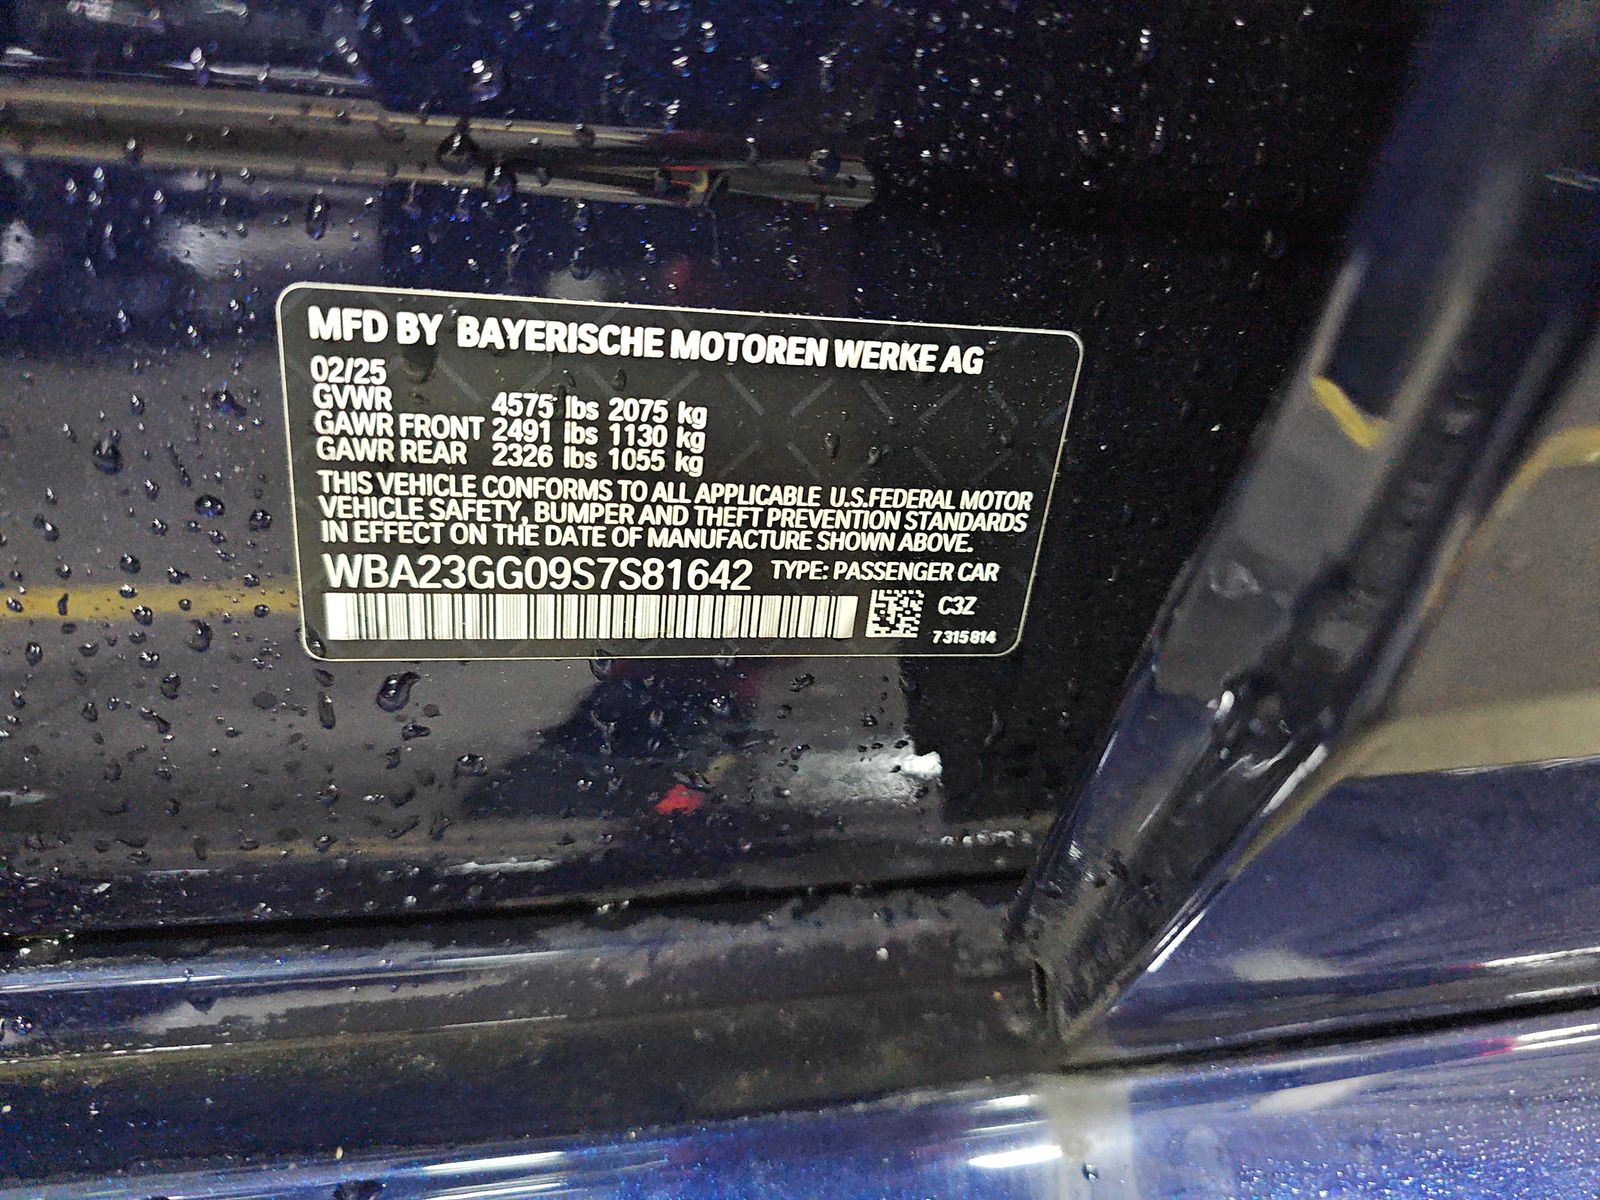 MFD BY BAYERISCHE MOTOREN WERKE AG
02/25
GVWR 4575 lbs 2075 kg
GAWR FRONT 2491 lbs 1130 kg
GAWR REAR 2326 lbs 1055 kg
THIS VEHICLE CONFORMS TO ALL APPLICABLE U.S.FEDERAL MOTOR
VEHICLE SAFETY, BUMPER AND THEFT PREVENTION STANDARDS
IN EFFECT ON THE DATE OF MANUFACTURE SHOWN ABOVE.
WBA23GG09S7S81642 TYPE: PASSENGER CAR
C3Z
7315814